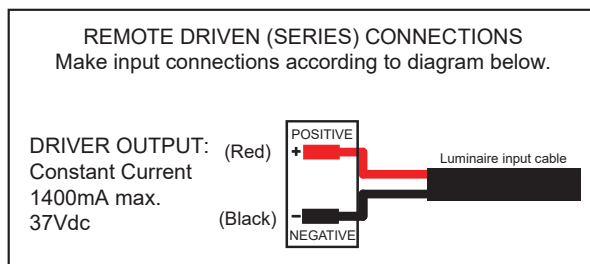 REMOTE DRIVEN (SERIES) CONNECTIONS
Make input connections according to diagram below.
DRIVER OUTPUT:
Constant Current
1400mA max.
37Vdc
(Red)
(Black)
POSITIVE
+
−
NEGATIVE
Luminaire input cable